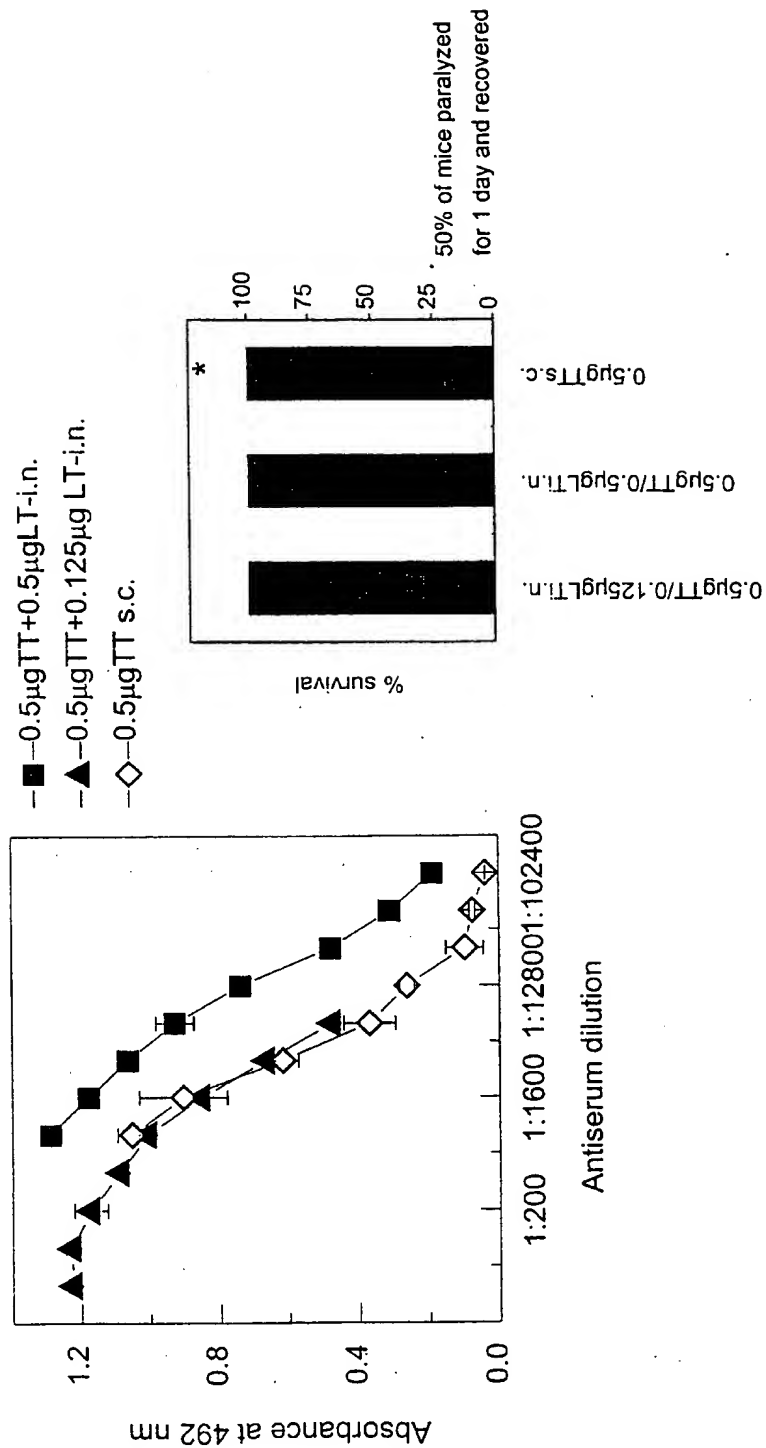 –■–0.5µgTT+0.5µgLT-i.n.
–▲–0.5µgTT+0.125µg LT-i.n.
–◇–0.5µgTT s.c.
Absorbance at 492 nm
1.2
0.8
0.4
0.0
1:200
1:1600
1:12800
1:102400
Antiserum dilution
% survival
*
100
75
50
25
0
0.5µgTT/0.125µgLTi.n.
0.5µgTT/0.5µgLTi.n.
0.5µgTTs.c.
50% of mice paralyzed
for 1 day and recovered